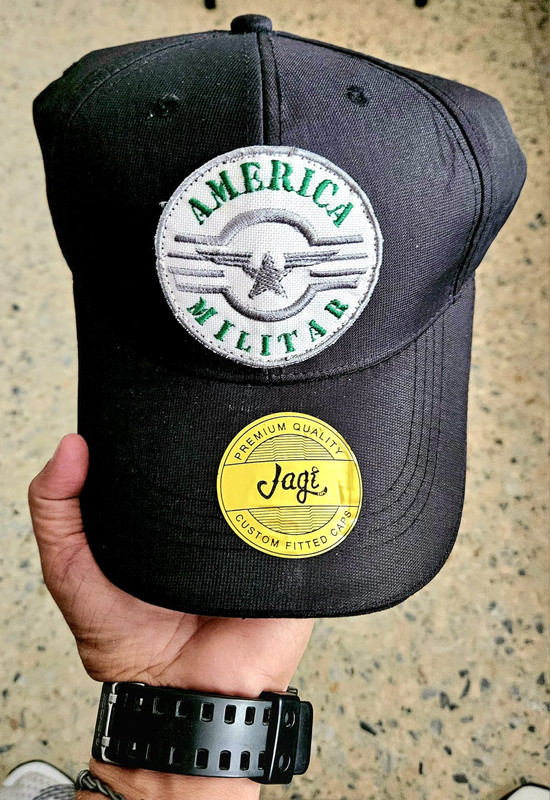 AMERICA
MILITAR
PREMIUM QUALITY
Jagi
CUSTOM FITTED CAPS